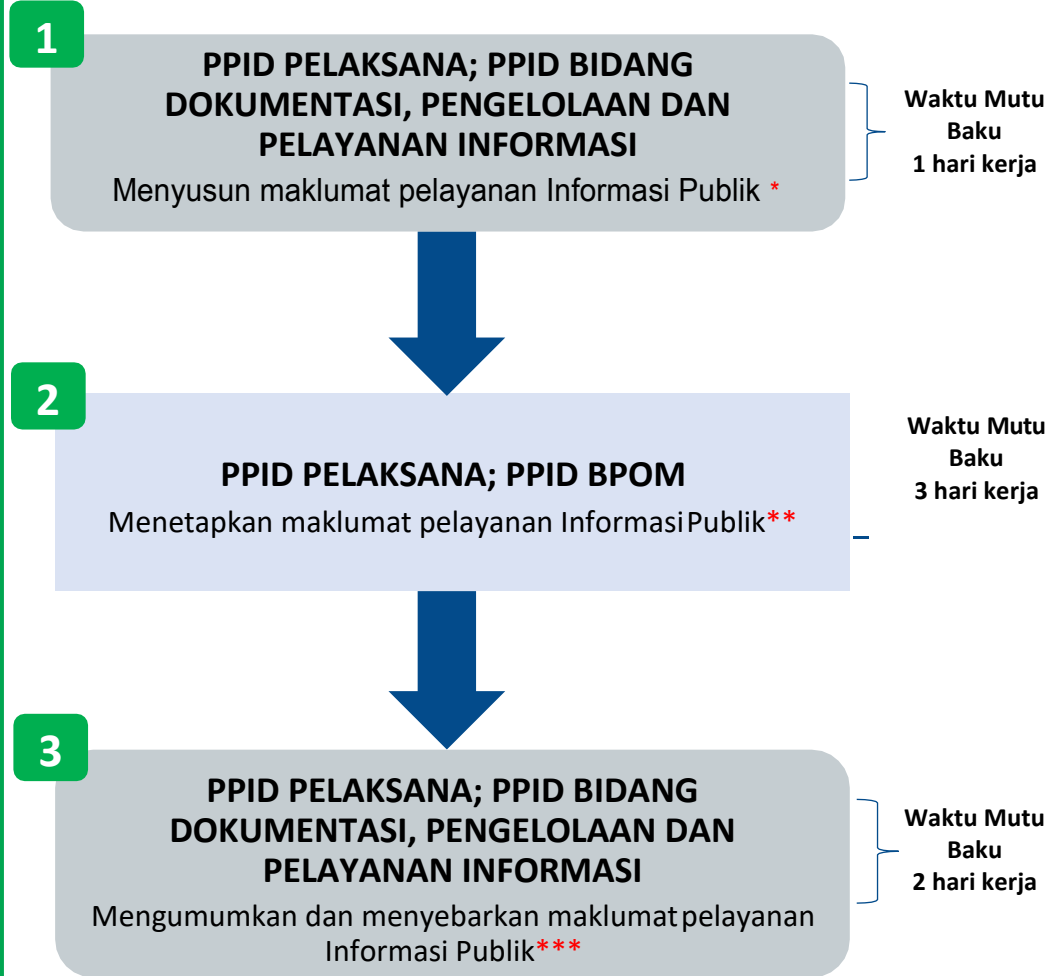 1
PPID PELAKSANA; PPID BIDANG
DOKUMENTASI, PENGELOLAAN DAN
PELAYANAN INFORMASI
Menyusun maklumat pelayanan Informasi Publik *
Waktu Mutu
Baku
1 hari kerja
2
PPID PELAKSANA; PPID BPOM
Menetapkan maklumat pelayanan Informasi Publik**
Waktu Mutu
Baku
3 hari kerja
3
PPID PELAKSANA; PPID BIDANG
DOKUMENTASI, PENGELOLAAN DAN
PELAYANAN INFORMASI
Mengumumkan dan menyebarkan maklumat pelayanan
Informasi Publik***
Waktu Mutu
Baku
2 hari kerja